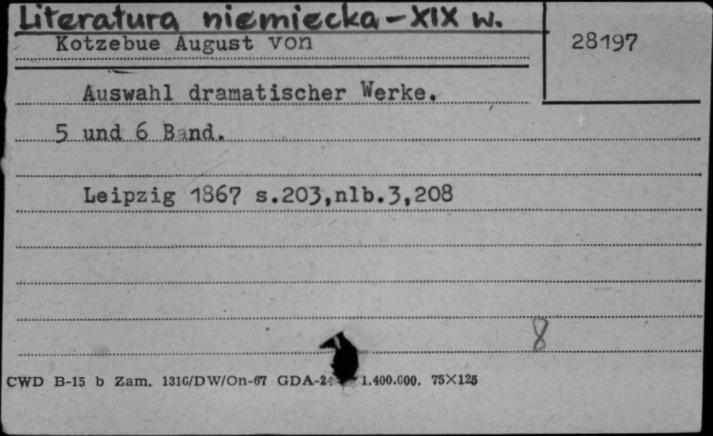 Literatura niemiecka - XIX w.
Kotzebue August von
28197
Auswahl dramatischer Werke.
5 und 6 Band.
Leipzig 1867 s.203,nlb.3,208
8
CWD B-15 b Zam. 1316/DW/On-67 GDA-24 1.400.000. 75X125